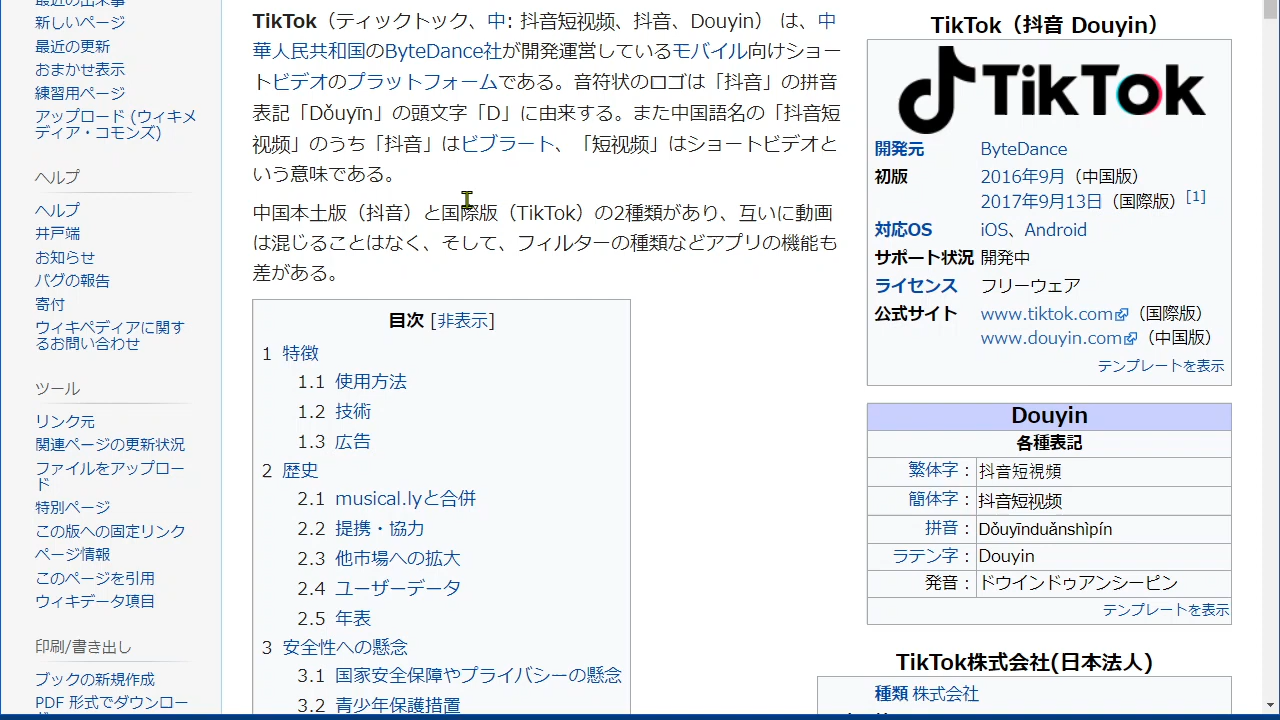 最近の出来事
新しいページ
最近の更新
おまかせ表示
練習用ページ
アップロード (ウィキメ
ディア・コモンズ)
ヘルプ
ヘルプ
井戸端
お知らせ
バグの報告
寄付
ウィキペディアに関す
るお問い合わせ
ツール
リンク元
関連ページの更新状況
ファイルをアップロー
ド
特別ページ
この版への固定リンク
ページ情報
このページを引用
ウィキデータ項目
印刷/書き出し
ブックの新規作成
PDF 形式でダウンロー
TikTok（ティックトック、中: 抖音短视频、抖音、Douyin） は、中
華人民共和国のByteDance社が開発運営しているモバイル向けショー
トビデオのプラットフォームである。音符状のロゴは「抖音」の拼音
表記「Dǒuyīn」の頭文字「D」に由来する。また中国語名の「抖音短
视频」のうち「抖音」はビブラート、「短视频」はショートビデオと
いう意味である。
中国本土版（抖音）と国際版（TikTok）の2種類があり、互いに動画
は混じることはなく、そして、フィルターの種類などアプリの機能も
差がある。
目次 [非表示]
1 特徴
1.1 使用方法
1.2 技術
1.3 広告
2 歴史
2.1 musical.lyと合併
2.2 提携・協力
2.3 他市場への拡大
2.4 ユーザーデータ
2.5 年表
3 安全性への懸念
3.1 国家安全保障やプライバシーの懸念
3.2 青少年保護措置
TikTok（抖音 Douyin）
TikTok
開発元 ByteDance
初版 2016年9月（中国版）
2017年9月13日（国際版）[1]
対応OS iOS、Android
サポート状況 開発中
ライセンス フリーウェア
公式サイト www.tiktok.com（国際版）
www.douyin.com（中国版）
テンプレートを表示
Douyin
各種表記
繁体字： 抖音短視頻
簡体字： 抖音短视频
拼音： Dǒuyīnduǎnshìpín
ラテン字： Douyin
発音： ドウインドゥアンシーピン
テンプレートを表示
TikTok株式会社(日本法人)
種類 株式会社